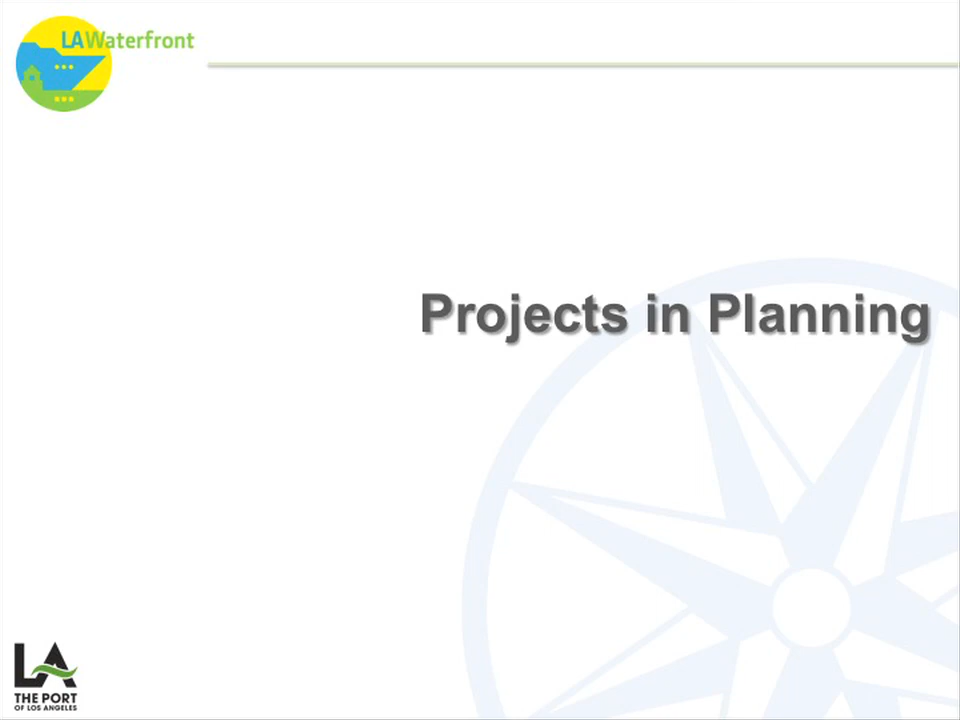 LAWaterfront
Projects in Planning
LA
THE PORT
OF LOS ANGELES